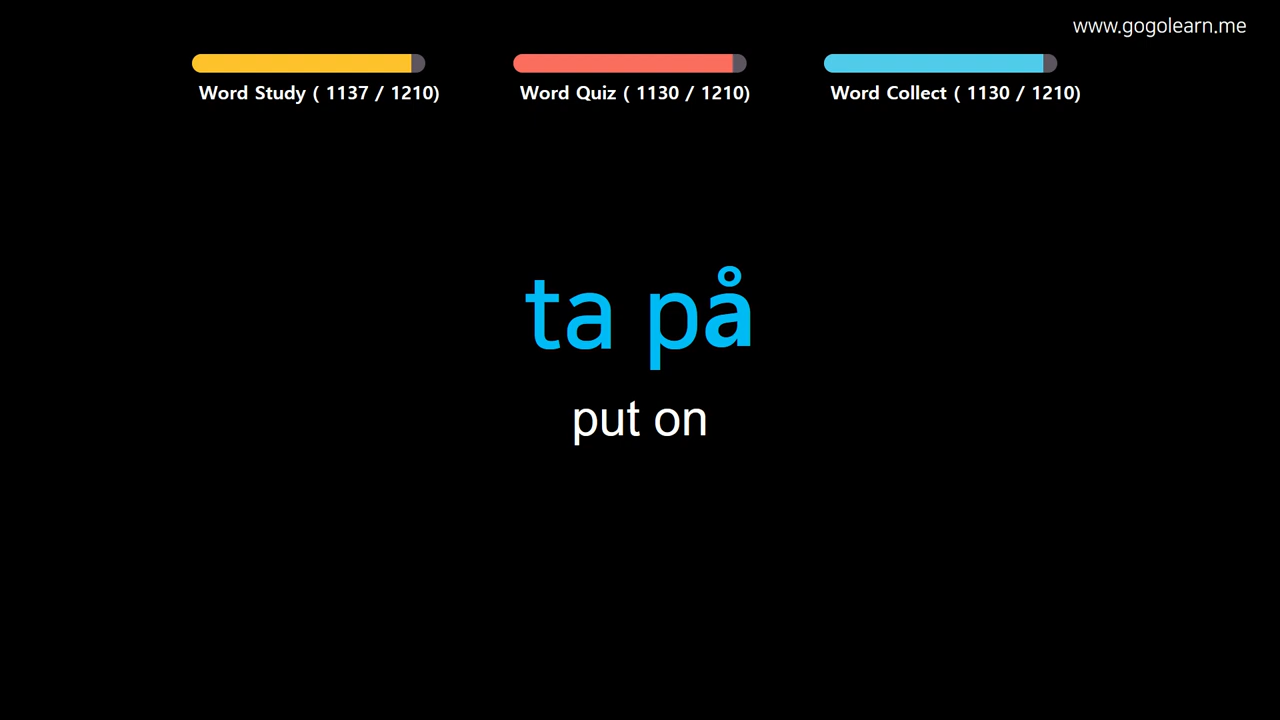 www.gogolearn.me
Word Study ( 1137 / 1210)
Word Quiz ( 1130 / 1210)
Word Collect ( 1130 / 1210)
ta på
put on